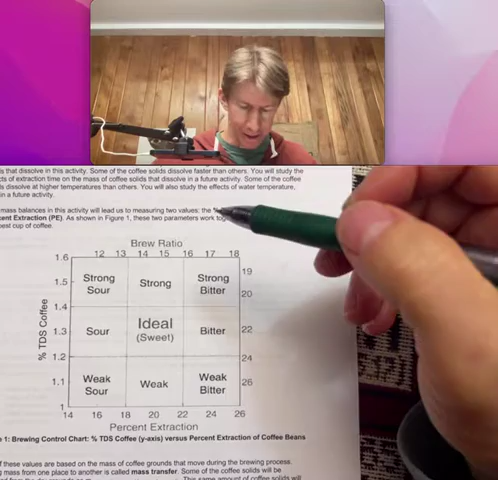 s that dissolve in this activity. Some of the coffee solids dissolve faster than others. You will study the
cts of extraction time on the mass of coffee solids that dissolve in a future activity. Some of the coffee
s dissolve at higher temperatures than others. You will also study the effects of water temperature,
in a future activity.
mass balances in this activity will lead us to measuring two values: the %
cent Extraction (PE). As shown in Figure 1, these two parameters work tog
best cup of coffee.
Brew Ratio
12 13 14 15 16 17 18
1.6
19
1.5 Strong Sour Strong Strong Bitter
20
1.4
% TDS Coffee
1.3 Sour Ideal (Sweet) Bitter 22
1.2 24
1.1 Weak Sour Weak Weak Bitter 26
1
14 16 18 20 22 24 26
Percent Extraction
e 1: Brewing Control Chart: % TDS Coffee (y-axis) versus Percent Extraction of Coffee Beans
f these values are based on the mass of coffee grounds that move during the brewing process.
g mass from one place to another is called mass transfer. Some of the coffee solids will be
This same amount of coffee solids will